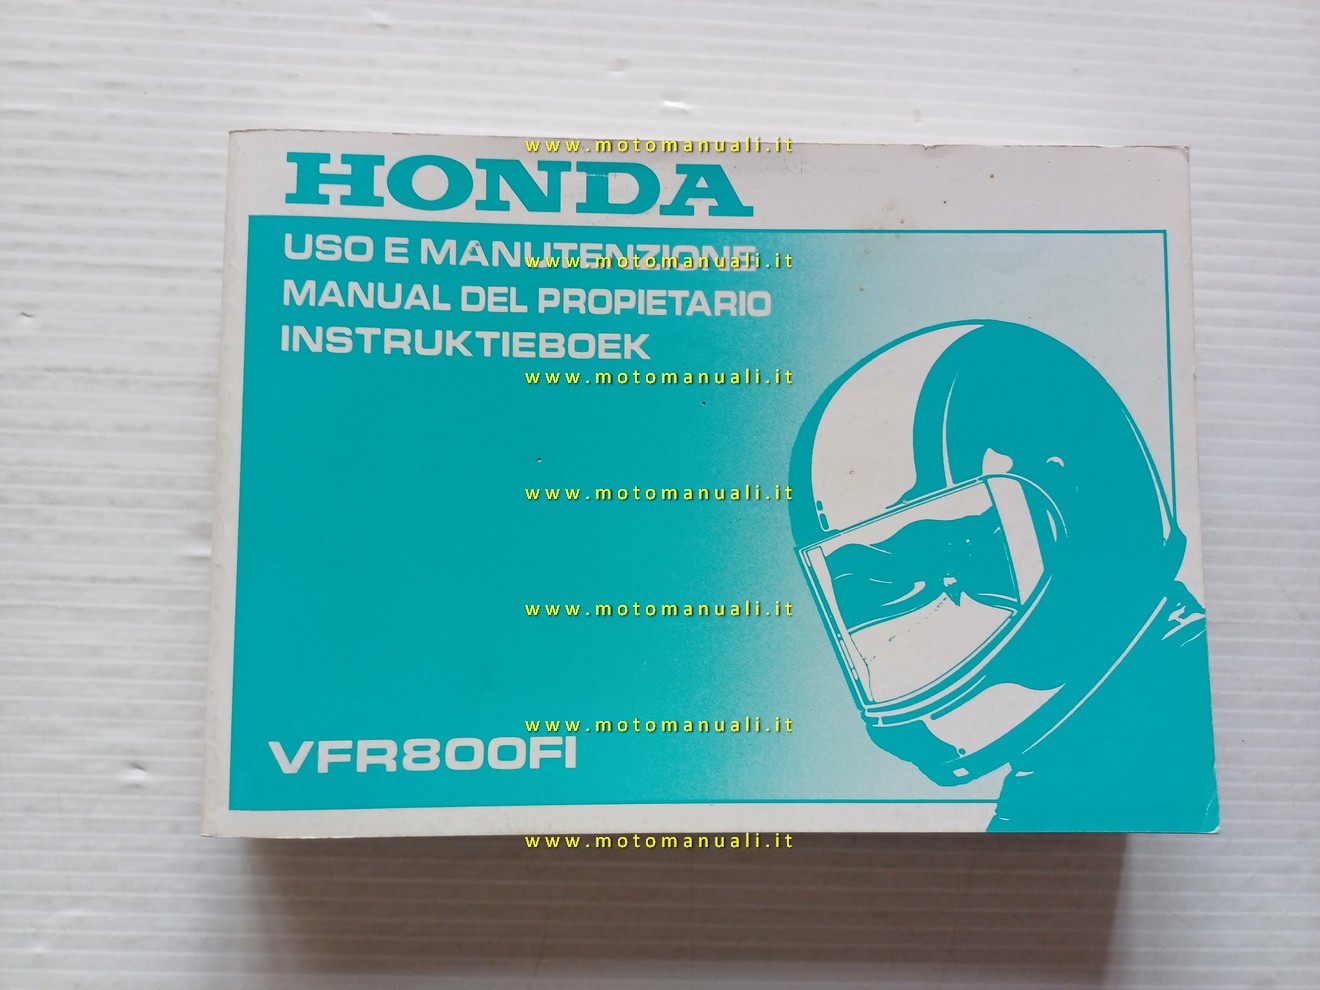 www.motomanuali.it
HONDA
USO E MANUTENZIONE
www.motomanuali.it
MANUAL DEL PROPIETARIO
INSTRUKTIEBOEK
www.motomanuali.it
www.motomanuali.it
www.motomanuali.it
www.motomanuali.it
VFR800FI
www.motomanuali.it